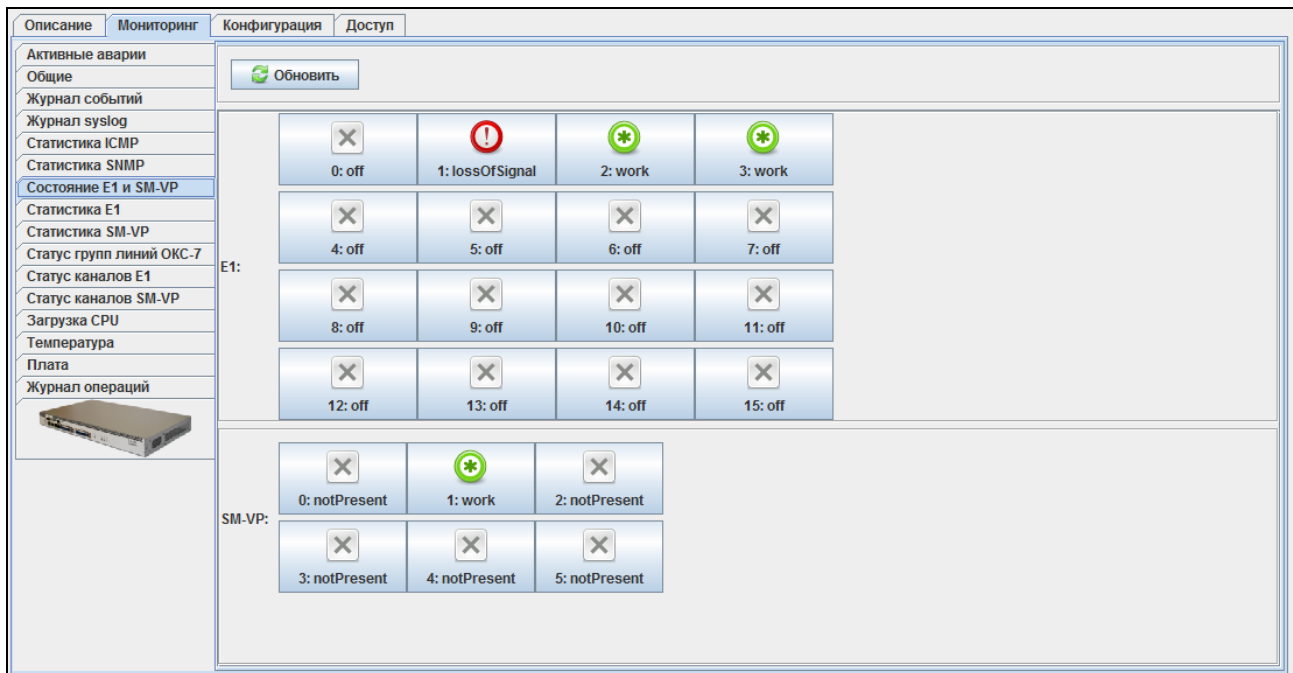 Описание Мониторинг Конфигурация Доступ
Активные аварии
Общие
Журнал событий
Журнал syslog
Статистика ICMP
Статистика SNMP
Состояние E1 и SM-VP
Статистика E1
Статистика SM-VP
Статус групп линий ОКС-7
Статус каналов E1
Статус каналов SM-VP
Загрузка CPU
Температура
Плата
Журнал операций
Обновить
E1:
0: off 1: lossOfSignal 2: work 3: work
4: off 5: off 6: off 7: off
8: off 9: off 10: off 11: off
12: off 13: off 14: off 15: off
SM-VP:
0: notPresent 1: work 2: notPresent
3: notPresent 4: notPresent 5: notPresent